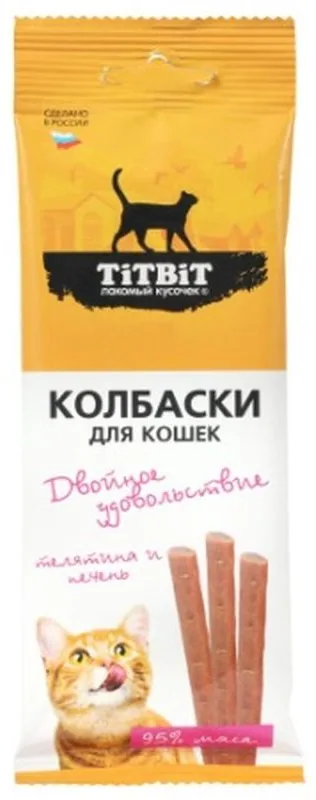 СДЕЛАНО
В РОССИИ
TiTBiT
лакомый кусочек ®
КОЛБАСКИ
ДЛЯ КОШЕК
Двойное
удовольствие
телятина и
печень
95% мяса